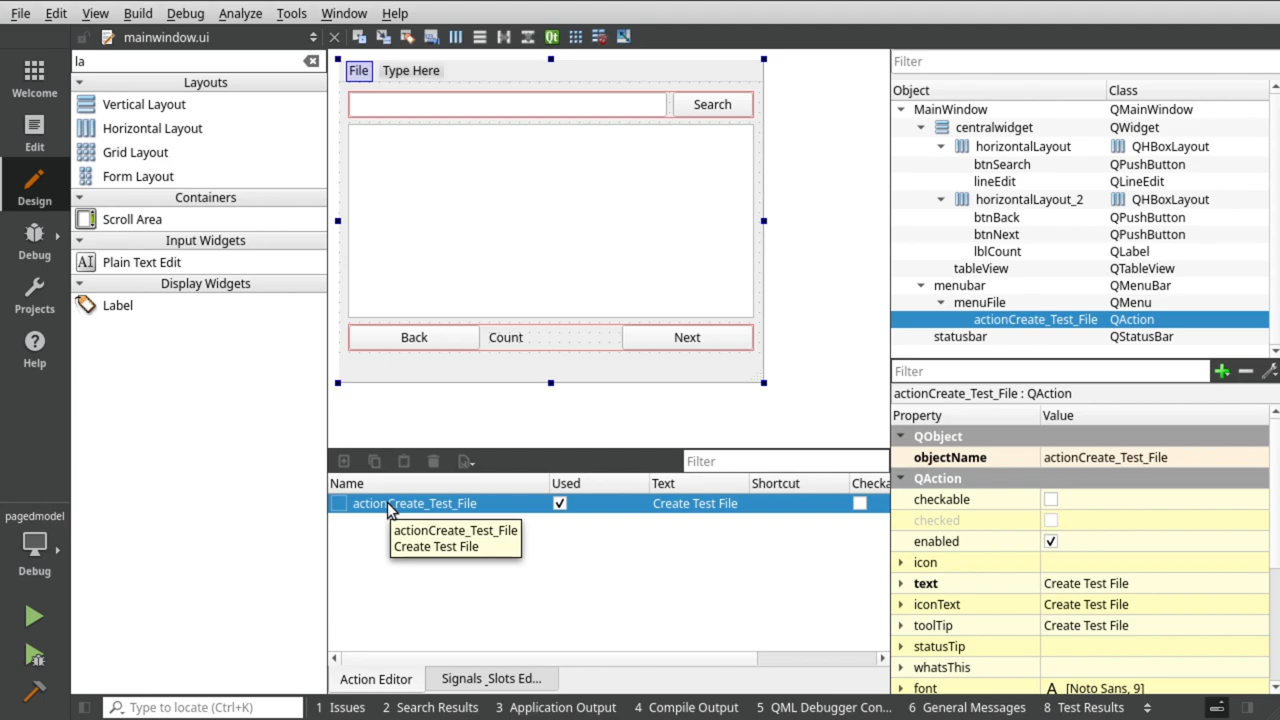 File Edit View Build Debug Analyze Tools Window Help
mainwindow.ui
Welcome
Edit
Design
Debug
Projects
Help
pagedmodel
Debug
la
Layouts
Vertical Layout
Horizontal Layout
Grid Layout
Form Layout
Containers
Scroll Area
Input Widgets
AI Plain Text Edit
Display Widgets
Label
Qt
File Type Here
Search
Back Count Next
Filter
Name Used Text Shortcut Checka
actionCreate_Test_File Create Test File
actionCreate_Test_File
Create Test File
Action Editor Signals _Slots Ed...
Filter
Object Class
MainWindow QMainWindow
centralwidget QWidget
horizontalLayout QHBoxLayout
btnSearch QPushButton
lineEdit QLineEdit
horizontalLayout_2 QHBoxLayout
btnBack QPushButton
btnNext QPushButton
lblCount QLabel
tableView QTableView
menubar QMenuBar
menuFile QMenu
actionCreate_Test_File QAction
statusbar QStatusBar
Filter
actionCreate_Test_File : QAction
Property Value
QObject
objectName actionCreate_Test_File
QAction
checkable
checked
enabled
icon
text Create Test File
iconText Create Test File
toolTip Create Test File
statusTip
whatsThis
font A [Noto Sans, 9]
Type to locate (Ctrl+K) 1 Issues 2 Search Results 3 Application Output 4 Compile Output 5 QML Debugger Con... 6 General Messages 8 Test Results